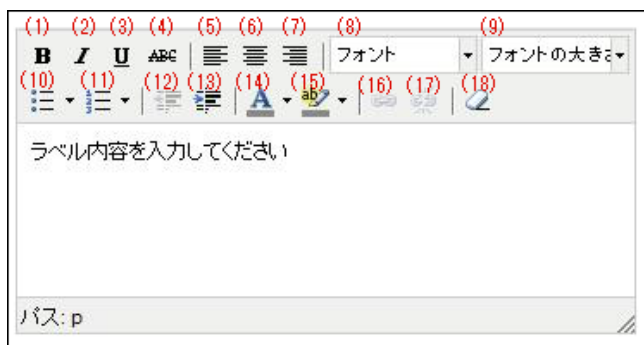 (1) (2) (3) (4) (5) (6) (7) (8) (9)
B I U ABC フォント フォントの大きさ
(10) (11) (12) (13) (14) (15) (16) (17) (18)
A ab
ラベル内容を入力してください
パス: p